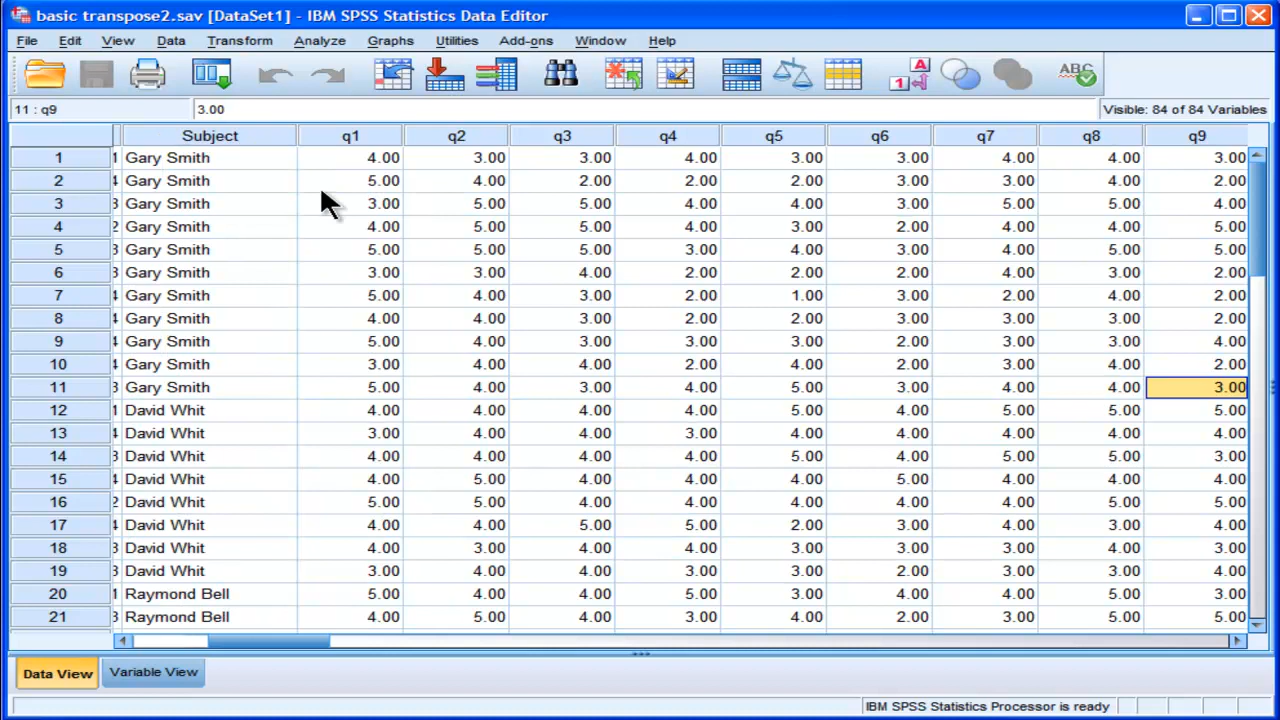 basic transpose2.sav [DataSet1] - IBM SPSS Statistics Data Editor
File Edit View Data Transform Analyze Graphs Utilities Add-ons Window Help
A 1 ABC
11 : q9 3.00 Visible: 84 of 84 Variables
Subject q1 q2 q3 q4 q5 q6 q7 q8 q9
1 1 Gary Smith 4.00 3.00 3.00 4.00 3.00 3.00 4.00 4.00 3.00
2 4 Gary Smith 5.00 4.00 2.00 2.00 2.00 3.00 3.00 4.00 2.00
3 3 Gary Smith 3.00 5.00 5.00 4.00 4.00 3.00 5.00 5.00 4.00
4 2 Gary Smith 4.00 5.00 5.00 4.00 3.00 2.00 4.00 4.00 5.00
5 3 Gary Smith 5.00 5.00 5.00 3.00 4.00 2.00 4.00 5.00 5.00
6 3 Gary Smith 3.00 3.00 4.00 2.00 2.00 2.00 4.00 3.00 2.00
7 4 Gary Smith 5.00 4.00 3.00 2.00 1.00 3.00 2.00 4.00 2.00
8 4 Gary Smith 4.00 4.00 3.00 2.00 2.00 3.00 3.00 3.00 2.00
9 4 Gary Smith 5.00 4.00 3.00 3.00 3.00 2.00 3.00 4.00 4.00
10 4 Gary Smith 3.00 4.00 4.00 2.00 4.00 2.00 3.00 4.00 2.00
11 3 Gary Smith 5.00 4.00 3.00 4.00 5.00 3.00 4.00 4.00 3.00
12 1 David Whit 4.00 4.00 4.00 4.00 5.00 4.00 5.00 5.00 5.00
13 4 David Whit 3.00 4.00 4.00 3.00 4.00 4.00 4.00 4.00 4.00
14 3 David Whit 4.00 4.00 4.00 4.00 5.00 4.00 4.00 5.00 3.00
15 4 David Whit 4.00 5.00 4.00 4.00 4.00 5.00 4.00 4.00 4.00
16 2 David Whit 5.00 5.00 4.00 4.00 4.00 4.00 4.00 5.00 5.00
17 4 David Whit 4.00 4.00 5.00 5.00 2.00 3.00 4.00 3.00 4.00
18 3 David Whit 4.00 3.00 4.00 4.00 3.00 3.00 4.00 3.00 3.00
19 3 David Whit 3.00 4.00 4.00 3.00 3.00 2.00 3.00 3.00 4.00
20 1 Raymond Bell 5.00 4.00 4.00 5.00 3.00 4.00 4.00 5.00 3.00
21 3 Raymond Bell 4.00 5.00 4.00 3.00 4.00 2.00 3.00 5.00 5.00
Data View Variable View
IBM SPSS Statistics Processor is ready